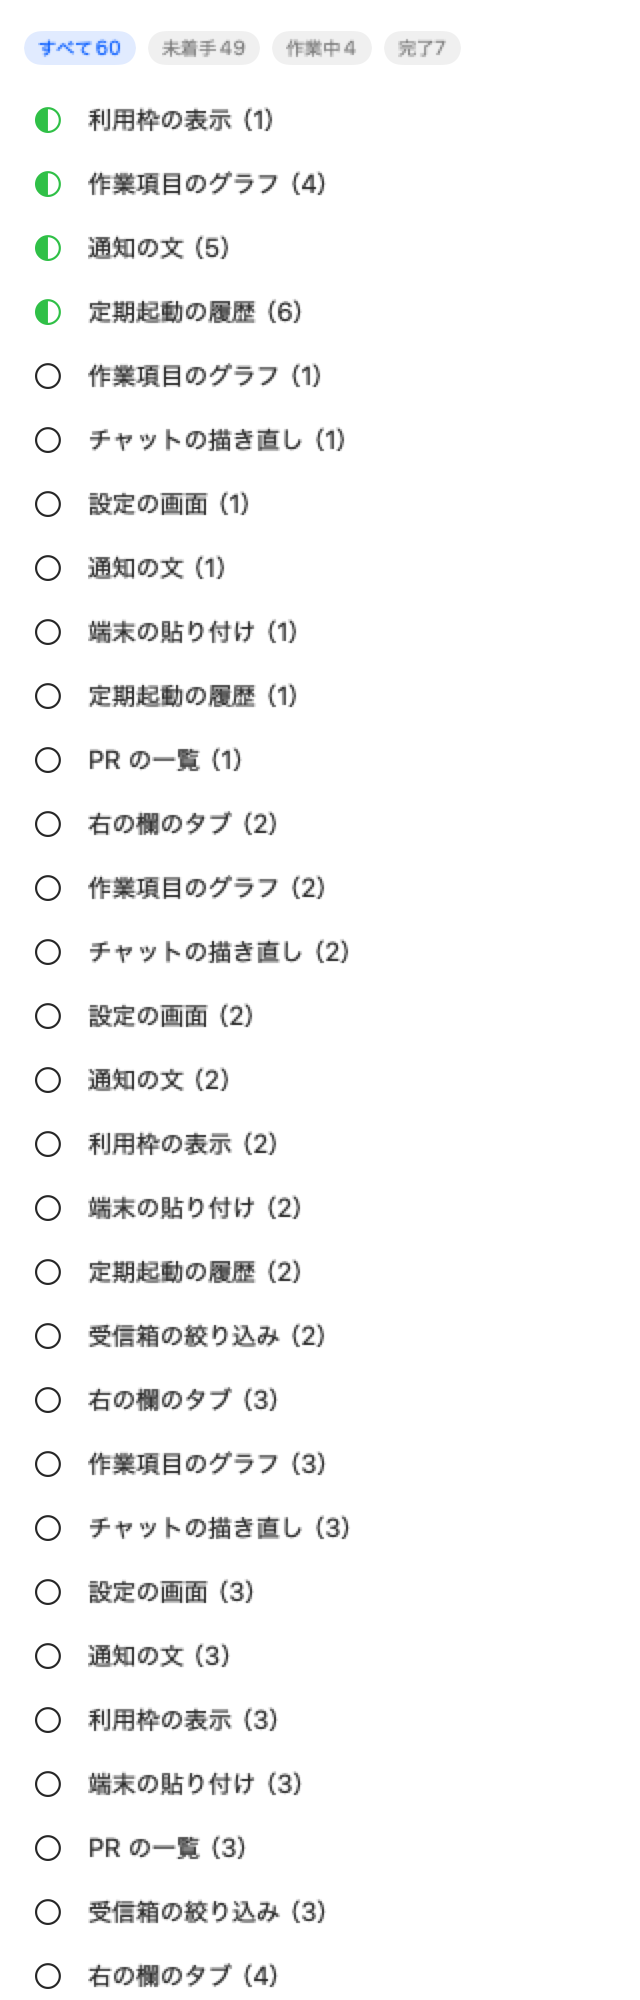 すべて60 未着手49 作業中4 完了7
利用枠の表示（1）
作業項目のグラフ（4）
通知の文（5）
定期起動の履歴（6）
作業項目のグラフ（1）
チャットの描き直し（1）
設定の画面（1）
通知の文（1）
端末の貼り付け（1）
定期起動の履歴（1）
PR の一覧（1）
右の欄のタブ（2）
作業項目のグラフ（2）
チャットの描き直し（2）
設定の画面（2）
通知の文（2）
利用枠の表示（2）
端末の貼り付け（2）
定期起動の履歴（2）
受信箱の絞り込み（2）
右の欄のタブ（3）
作業項目のグラフ（3）
チャットの描き直し（3）
設定の画面（3）
通知の文（3）
利用枠の表示（3）
端末の貼り付け（3）
PR の一覧（3）
受信箱の絞り込み（3）
右の欄のタブ（4）